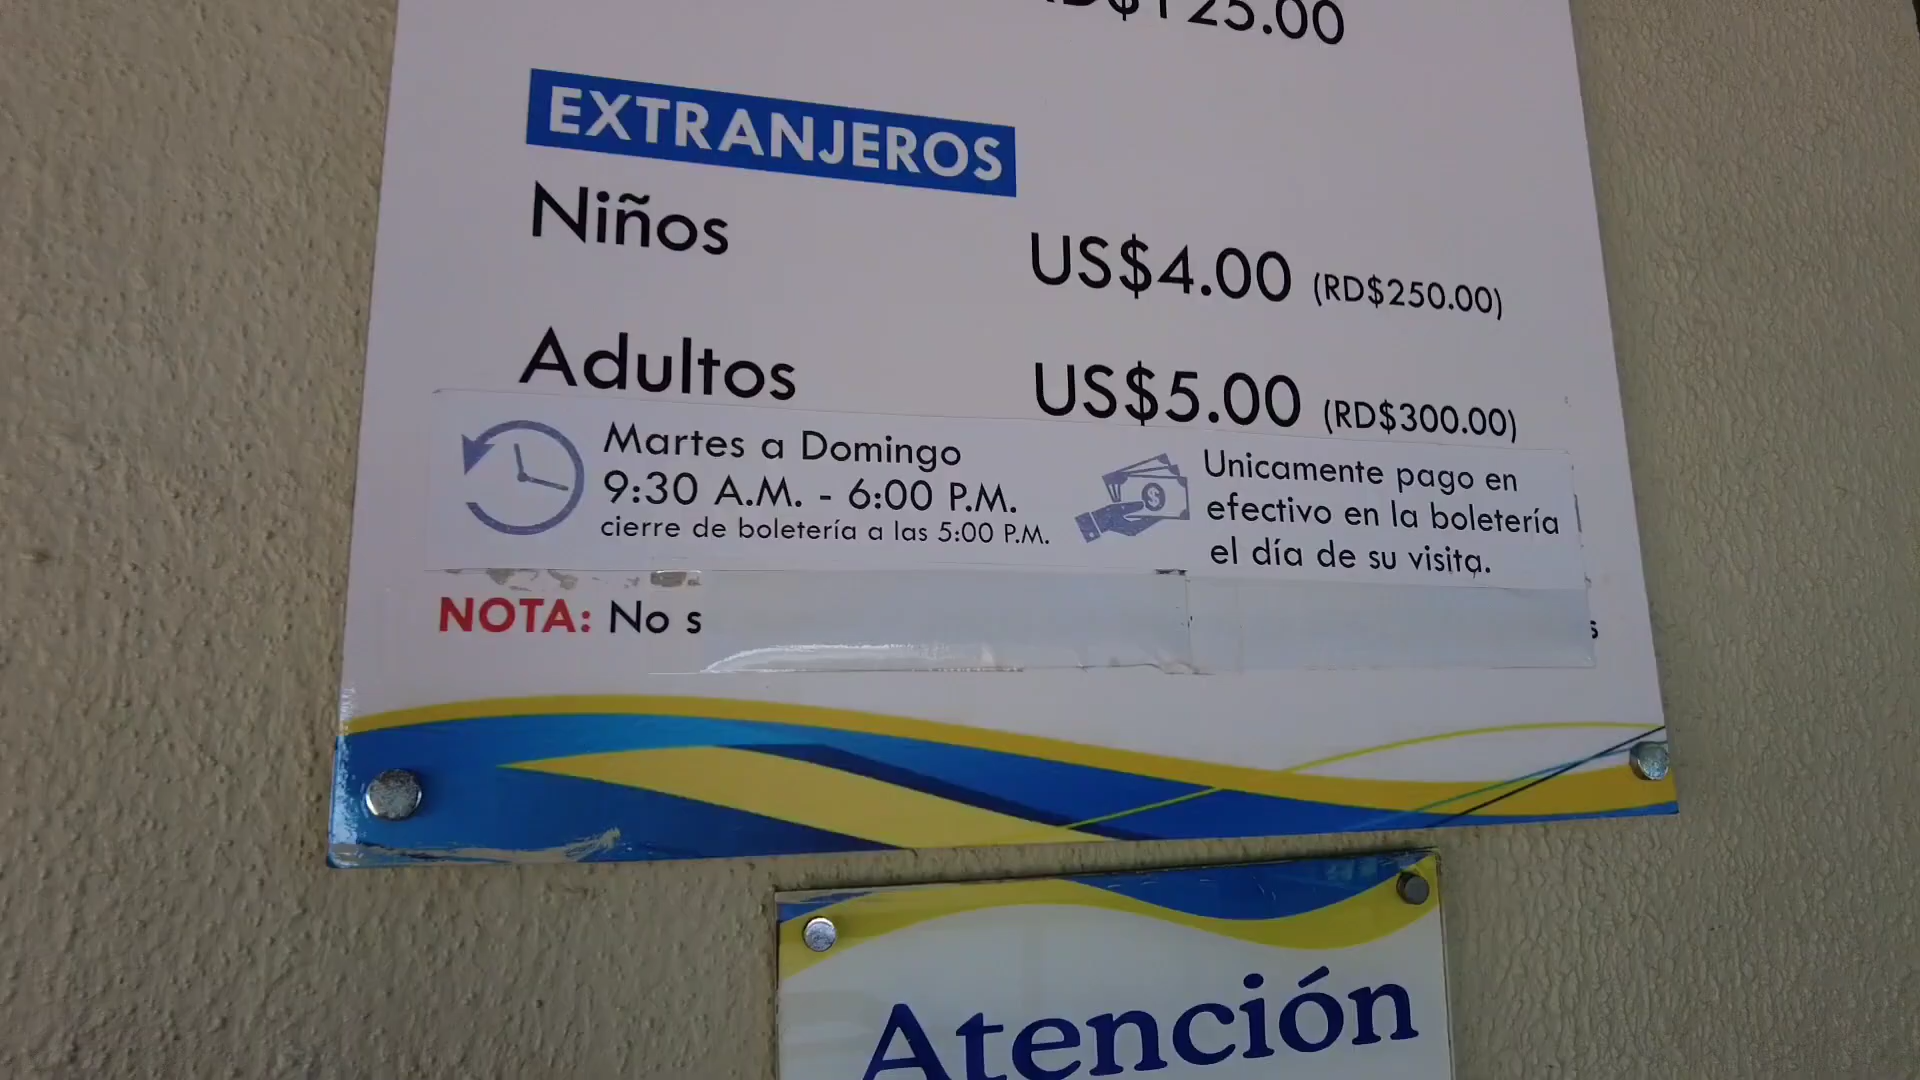 RD$125.00
EXTRANJEROS
Niños US$4.00 (RD$250.00)
Adultos US$5.00 (RD$300.00)
Martes a Domingo
9:30 A.M. - 6:00 P.M.
cierre de boletería a las 5:00 P.M.
Unicamente pago en
efectivo en la boletería
el día de su visita.
NOTA: No s
Atención